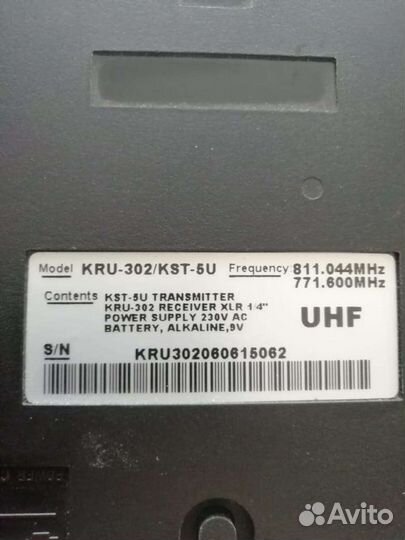 Model KRU-302/KST-5U Frequency: 811.044MHz
771.600MHz
Contents KST-5U TRANSMITTER
KRU-302 RECEIVER XLR 1/4"
POWER SUPPLY 230V AC
BATTERY, ALKALINE,9V
UHF
S/N KRU302060615062
Avito